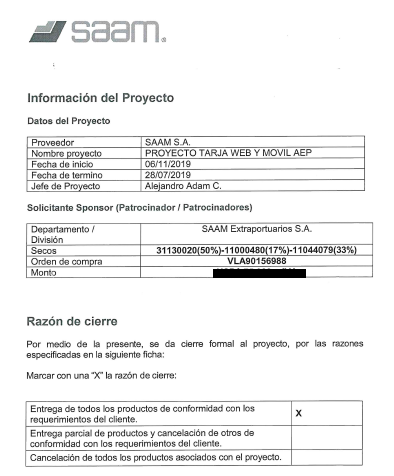 saam.
Información del Proyecto
Datos del Proyecto
Proveedor SAAM S.A.
Nombre proyecto PROYECTO TARJA WEB Y MOVIL AEP
Fecha de inicio 06/11/2019
Fecha de termino 28/07/2019
Jefe de Proyecto Alejandro Adam C.
Solicitante Sponsor (Patrocinador / Patrocinadores)
Departamento / SAAM Extraportuarios S.A.
División
Secos 31130020(50%)-11000480(17%)-11044079(33%)
Orden de compra VLA90156988
Monto
Razón de cierre
Por medio de la presente, se da cierre formal al proyecto, por las razones
especificadas en la siguiente ficha:
Marcar con una "X" la razón de cierre:
Entrega de todos los productos de conformidad con los X
requerimientos del cliente.
Entrega parcial de productos y cancelación de otros de
conformidad con los requerimientos del cliente.
Cancelación de todos los productos asociados con el proyecto.